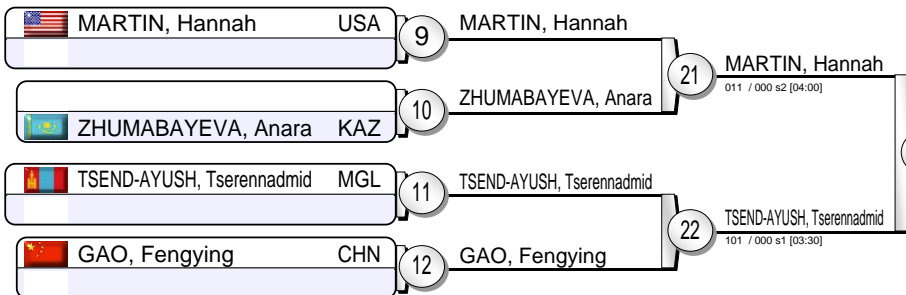 MARTIN, Hannah USA
9
MARTIN, Hannah
21
MARTIN, Hannah
011 / 000 s2 [04:00]
10
ZHUMABAYEVA, Anara
ZHUMABAYEVA, Anara KAZ
TSEND-AYUSH, Tserennadmid MGL
11
TSEND-AYUSH, Tserennadmid
22
TSEND-AYUSH, Tserennadmid
101 / 000 s1 [03:30]
GAO, Fengying CHN
12
GAO, Fengying